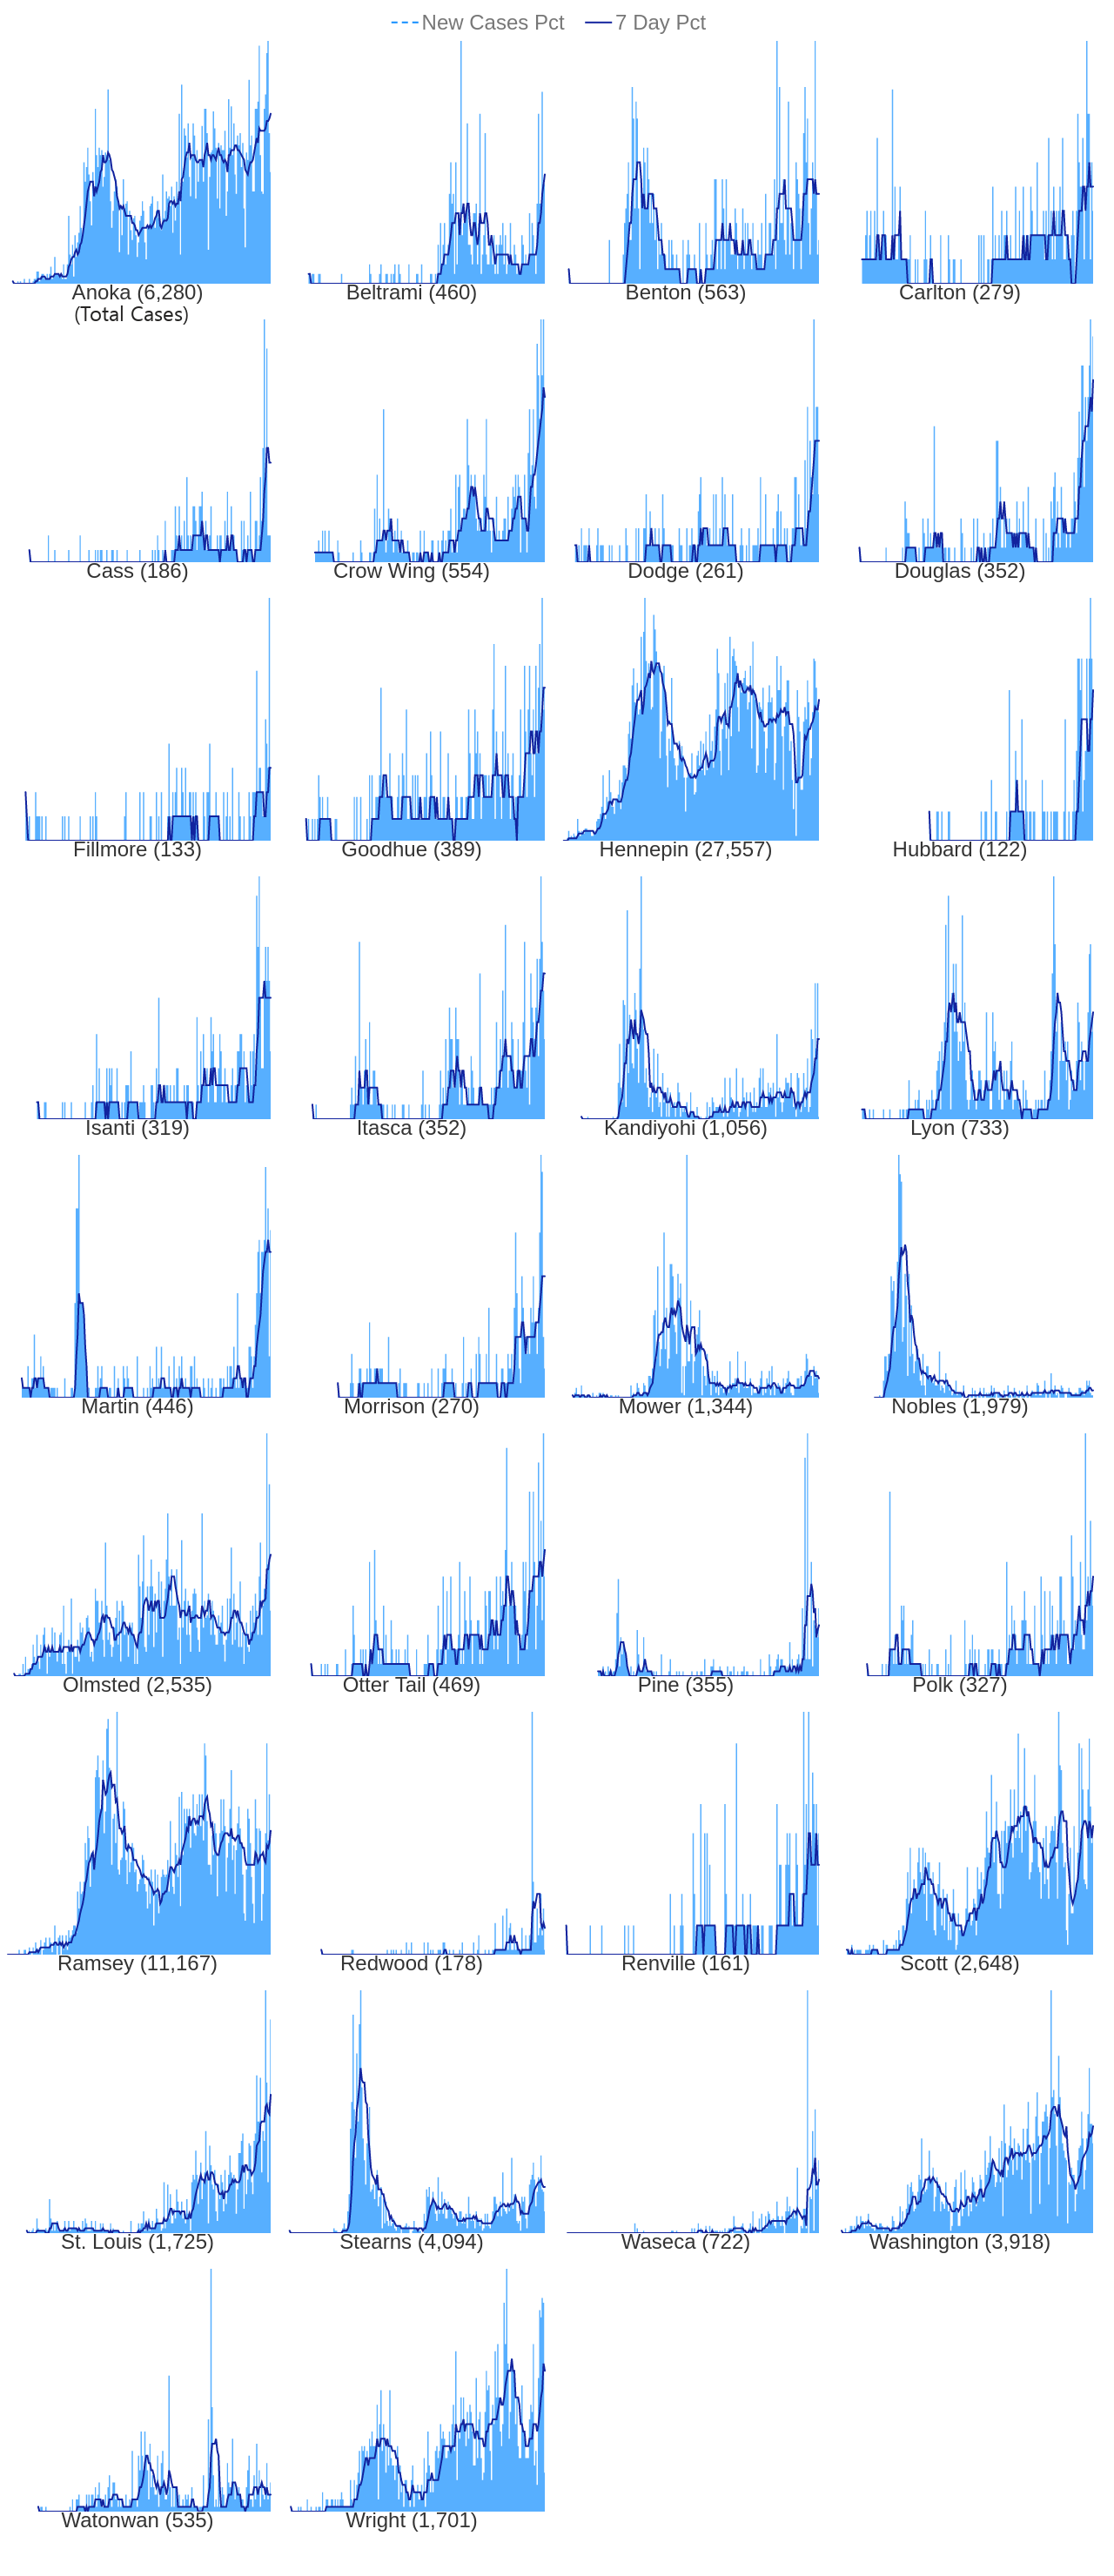 New Cases Pct 7 Day Pct
Anoka (6,280) Beltrami (460) Benton (563) Carlton (279)
(Total Cases)
Cass (186) Crow Wing (554) Dodge (261) Douglas (352)
Fillmore (133) Goodhue (389) Hennepin (27,557) Hubbard (122)
Isanti (319) Itasca (352) Kandiyohi (1,056) Lyon (733)
Martin (446) Morrison (270) Mower (1,344) Nobles (1,979)
Olmsted (2,535) Otter Tail (469) Pine (355) Polk (327)
Ramsey (11,167) Redwood (178) Renville (161) Scott (2,648)
St. Louis (1,725) Stearns (4,094) Waseca (722) Washington (3,918)
Watonwan (535) Wright (1,701)